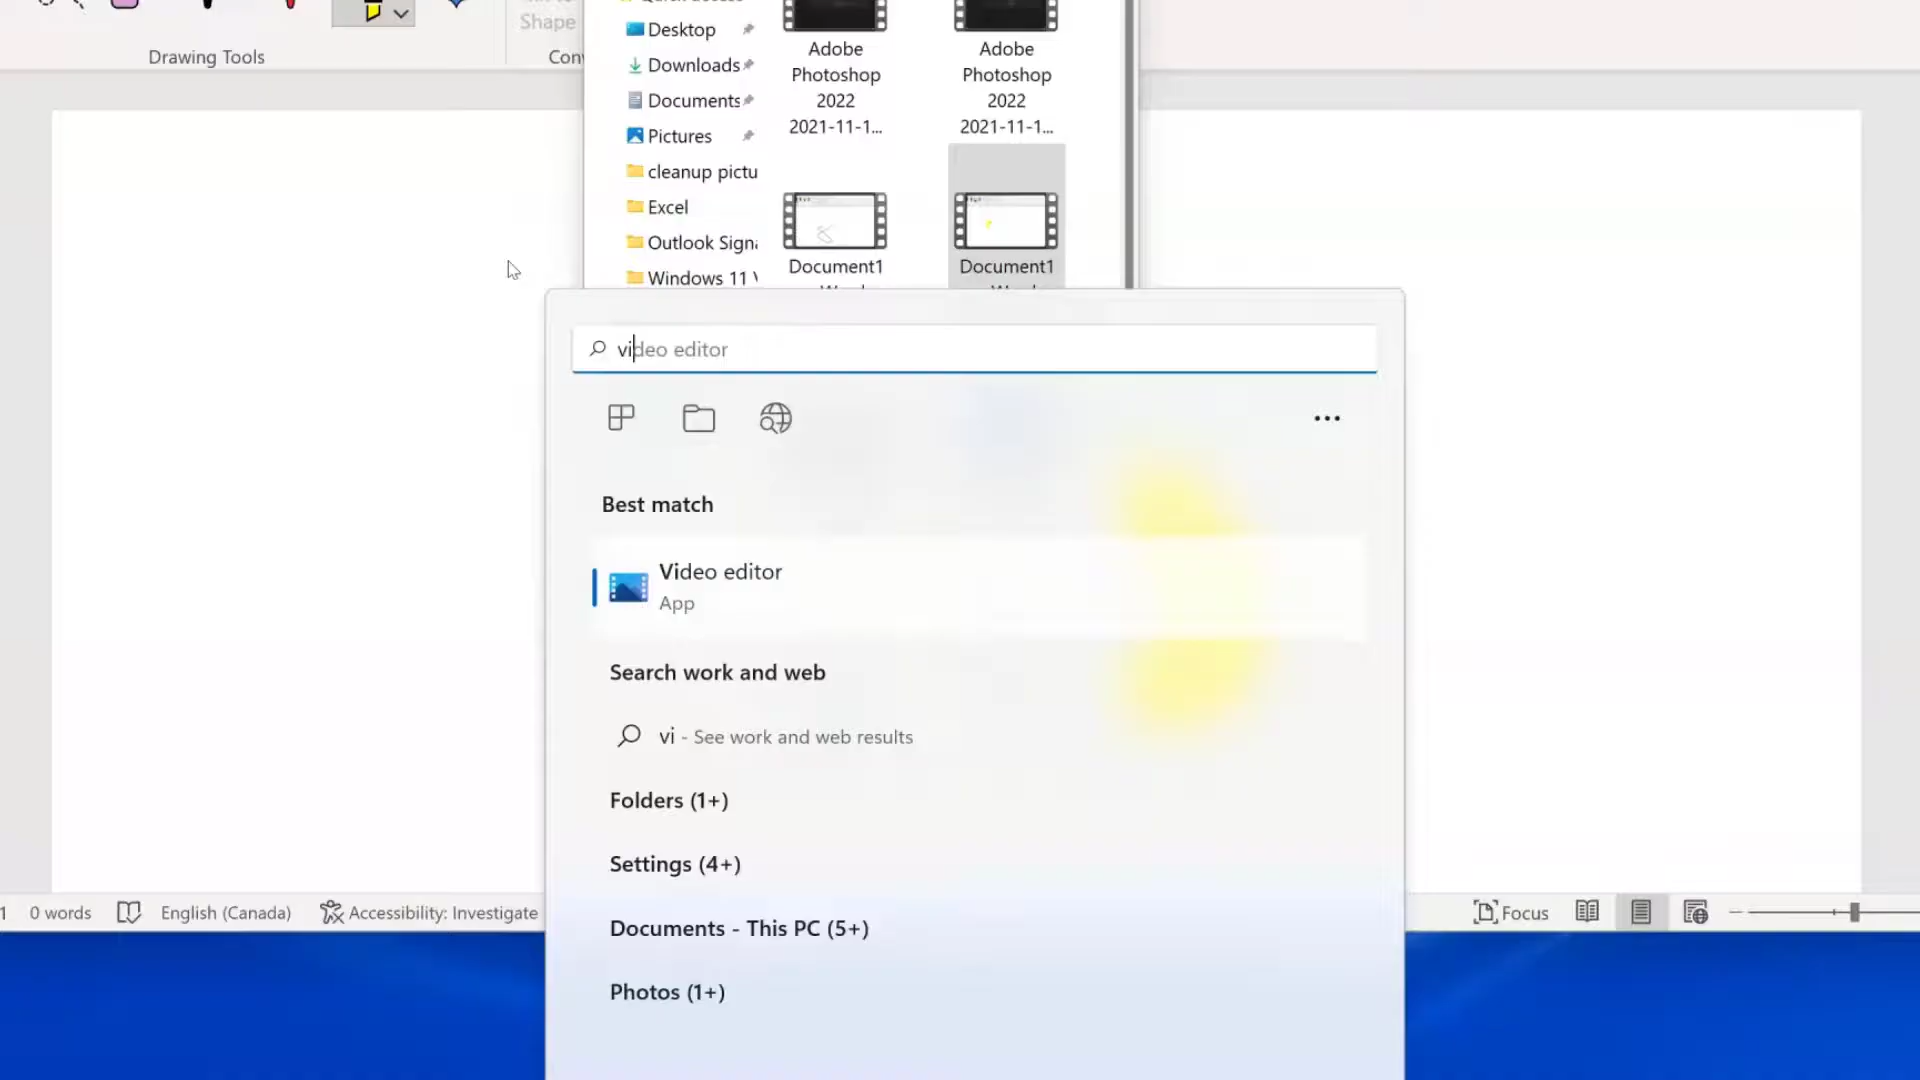 Shape
Drawing Tools
Desktop
Downloads
Documents
Pictures
cleanup pictu
Excel
Outlook Signa
Windows 11
Adobe
Photoshop
2022
2021-11-1...
Adobe
Photoshop
2022
2021-11-1...
Document1
Document1
video editor
Best match
Video editor
App
Search work and web
vi - See work and web results
Folders (1+)
Settings (4+)
Documents - This PC (5+)
Photos (1+)
1
0 words
English (Canada)
Accessibility: Investigate
Focus